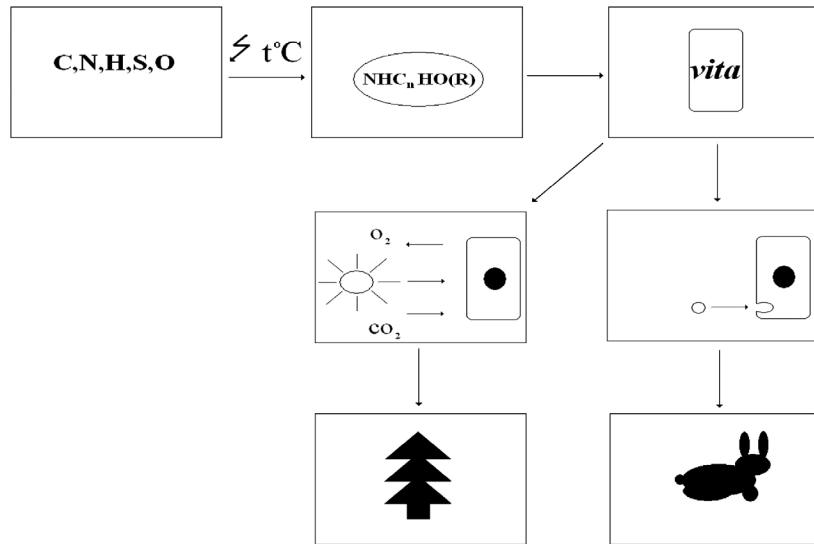 C,N,H,S,O
t°C
NHCn HO(R)
vita
O2
CO2